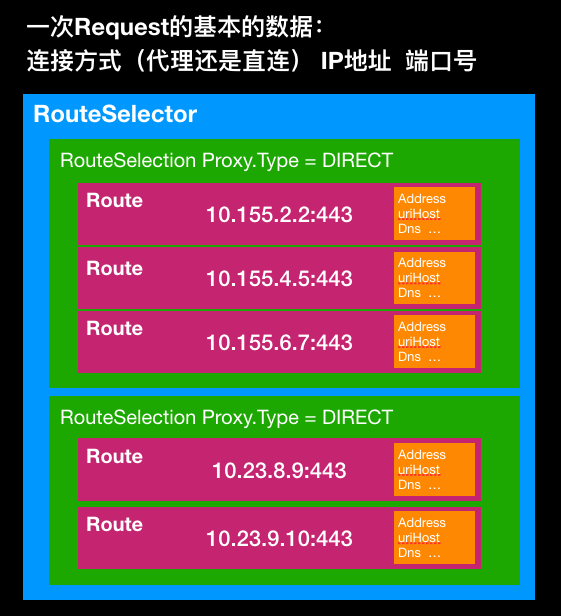 一次Request的基本的数据：
连接方式（代理还是直连） IP地址 端口号
RouteSelector
RouteSelection Proxy.Type = DIRECT
Route
10.155.2.2:443
Address
uriHost
Dns ...
Route
10.155.4.5:443
Address
uriHost
Dns ...
Route
10.155.6.7:443
Address
uriHost
Dns ...
RouteSelection Proxy.Type = DIRECT
Route
10.23.8.9:443
Address
uriHost
Dns ...
Route
10.23.9.10:443
Address
uriHost
Dns ...